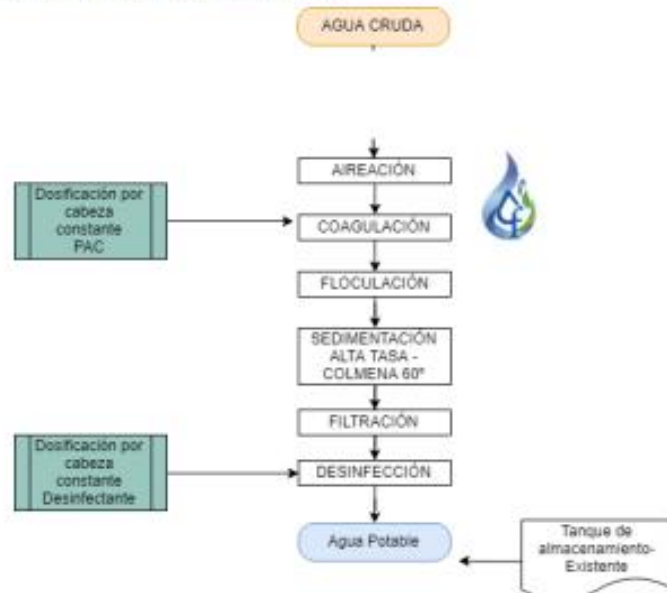 AGUA CRUDA
AIREACIÓN
Dosificación por
cabeza
constante
PAC
COAGULACIÓN
FLOCULACIÓN
SEDIMENTACIÓN
ALTA TASA -
COLMENA 60°
FILTRACIÓN
Dosificación por
cabeza
constante
Desinfectante
DESINFECCIÓN
Agua Potable
Tanque de
almacenamiento-
Existente